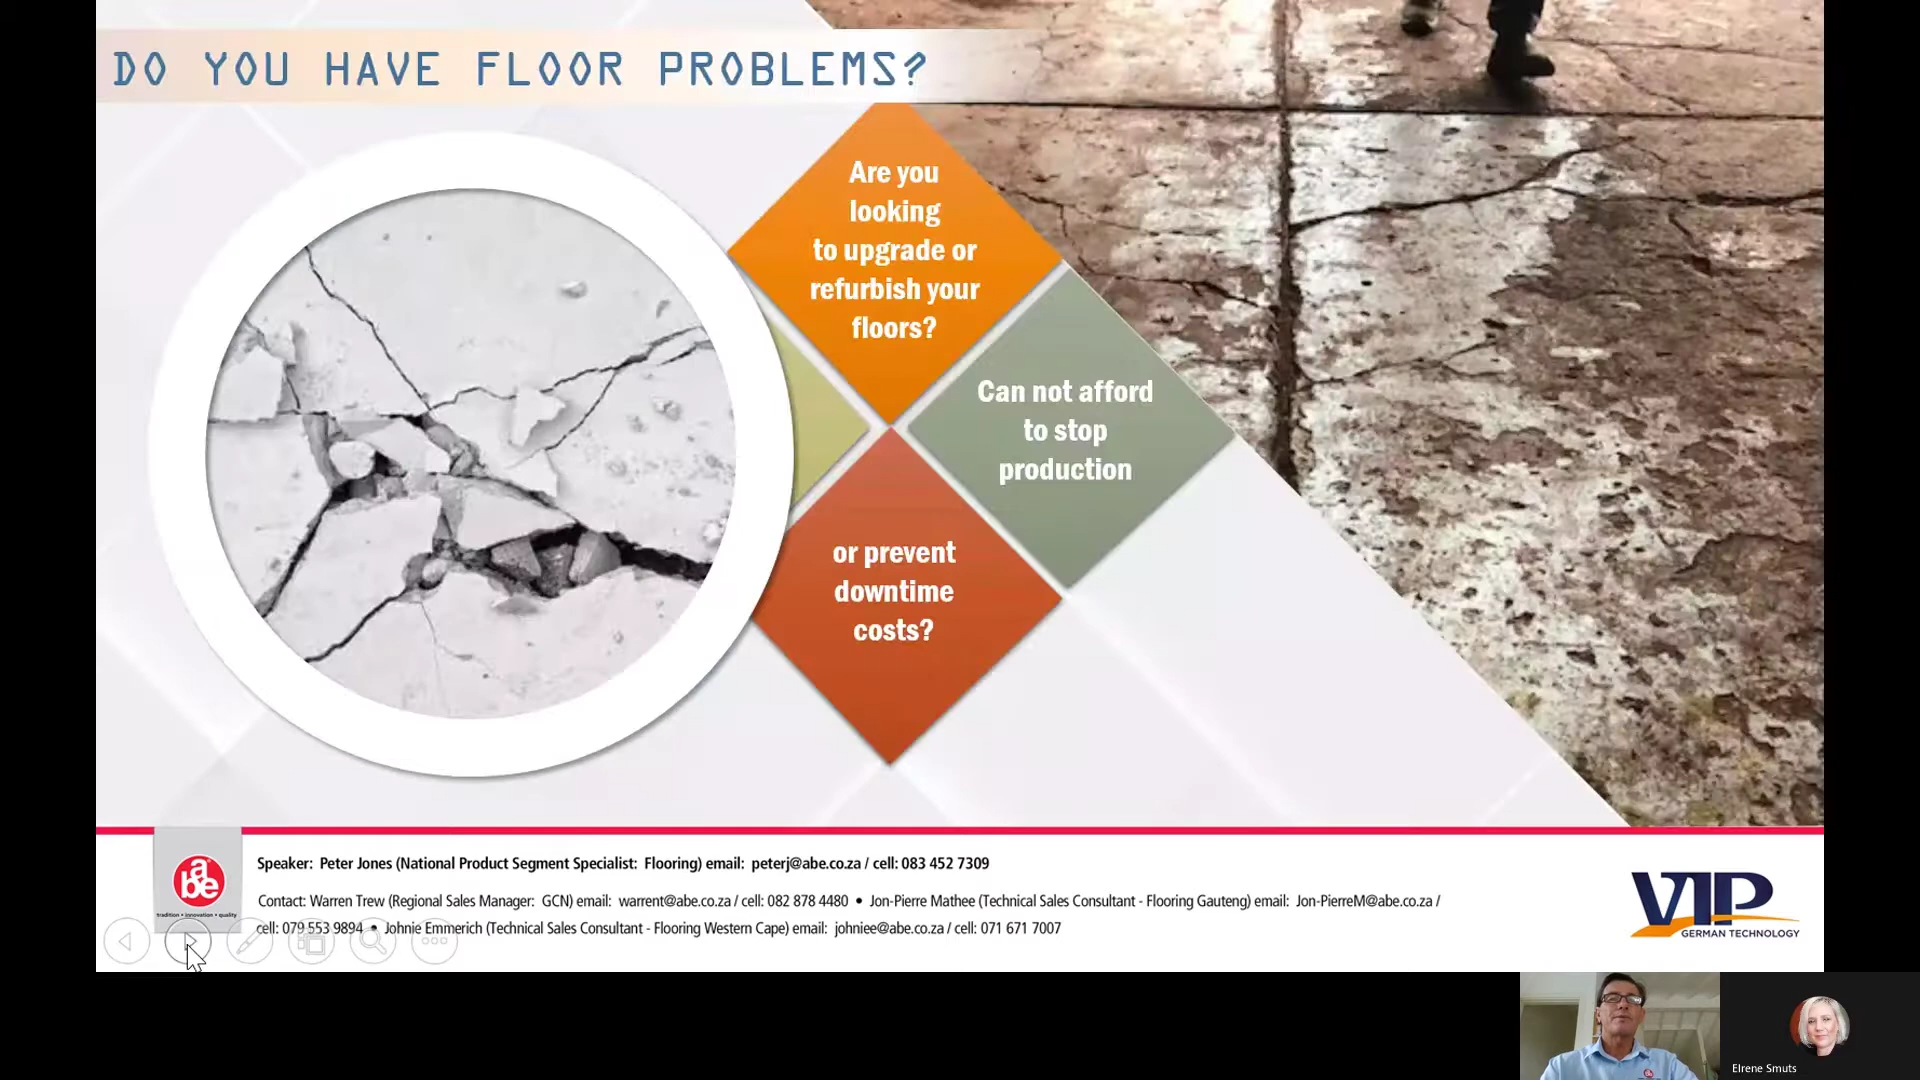 DO YOU HAVE FLOOR PROBLEMS?
Are you
looking
to upgrade or
refurbish your
floors?
Can not afford
to stop
production
or prevent
downtime
costs?
abe
tradition • innovation • quality
Speaker: Peter Jones (National Product Segment Specialist: Flooring) email: peterj@abe.co.za / cell: 083 452 7309
Contact: Warren Trew (Regional Sales Manager: GCN) email: warrent@abe.co.za / cell: 082 878 4480 • Jon-Pierre Mathee (Technical Sales Consultant - Flooring Gauteng) email: Jon-PierreM@abe.co.za /
cell: 079 553 9894 • Johnie Emmerich (Technical Sales Consultant - Flooring Western Cape) email: johniee@abe.co.za / cell: 071 671 7007
VIP
GERMAN TECHNOLOGY
Elrene Smuts